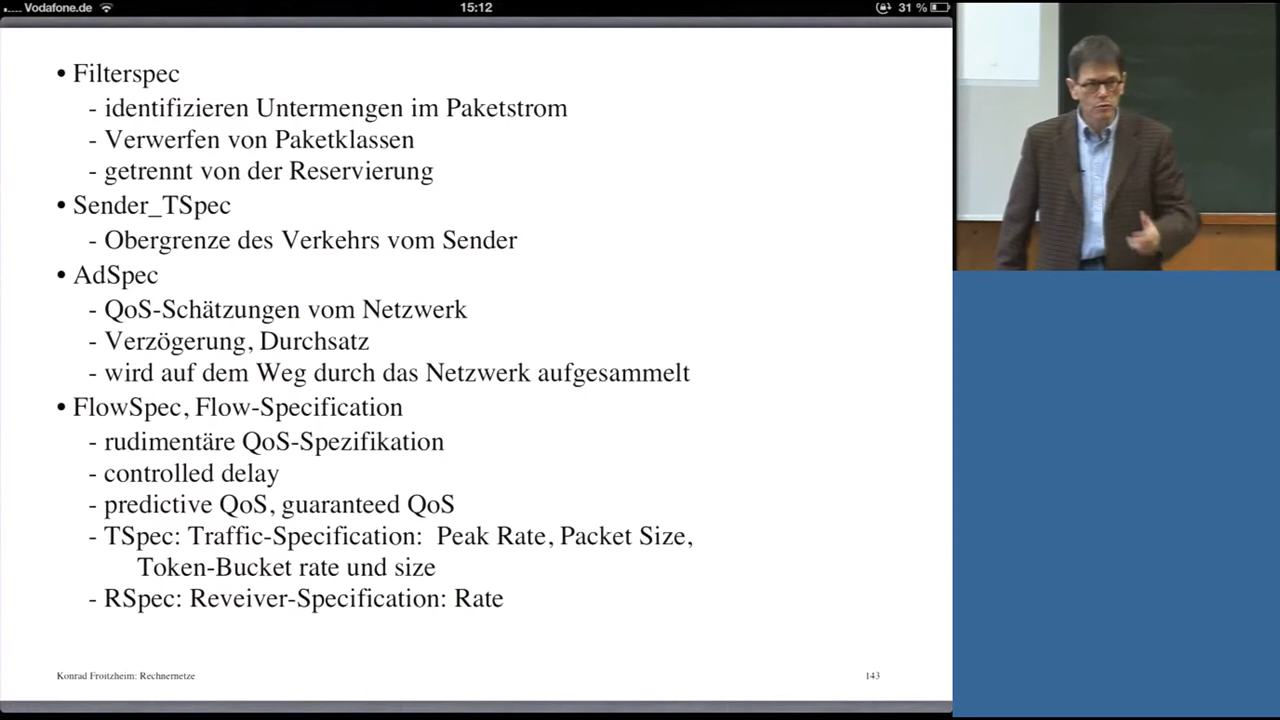 Vodafone.de
15:12
31 %
• Filterspec
- identifizieren Untermengen im Paketstrom
- Verwerfen von Paketklassen
- getrennt von der Reservierung
• Sender_TSpec
- Obergrenze des Verkehrs vom Sender
• AdSpec
- QoS-Schätzungen vom Netzwerk
- Verzögerung, Durchsatz
- wird auf dem Weg durch das Netzwerk aufgesammelt
• FlowSpec, Flow-Specification
- rudimentäre QoS-Spezifikation
- controlled delay
- predictive QoS, guaranteed QoS
- TSpec: Traffic-Specification: Peak Rate, Packet Size,
Token-Bucket rate und size
- RSpec: Reveiver-Specification: Rate
Konrad Froitzheim: Rechnernetze
143